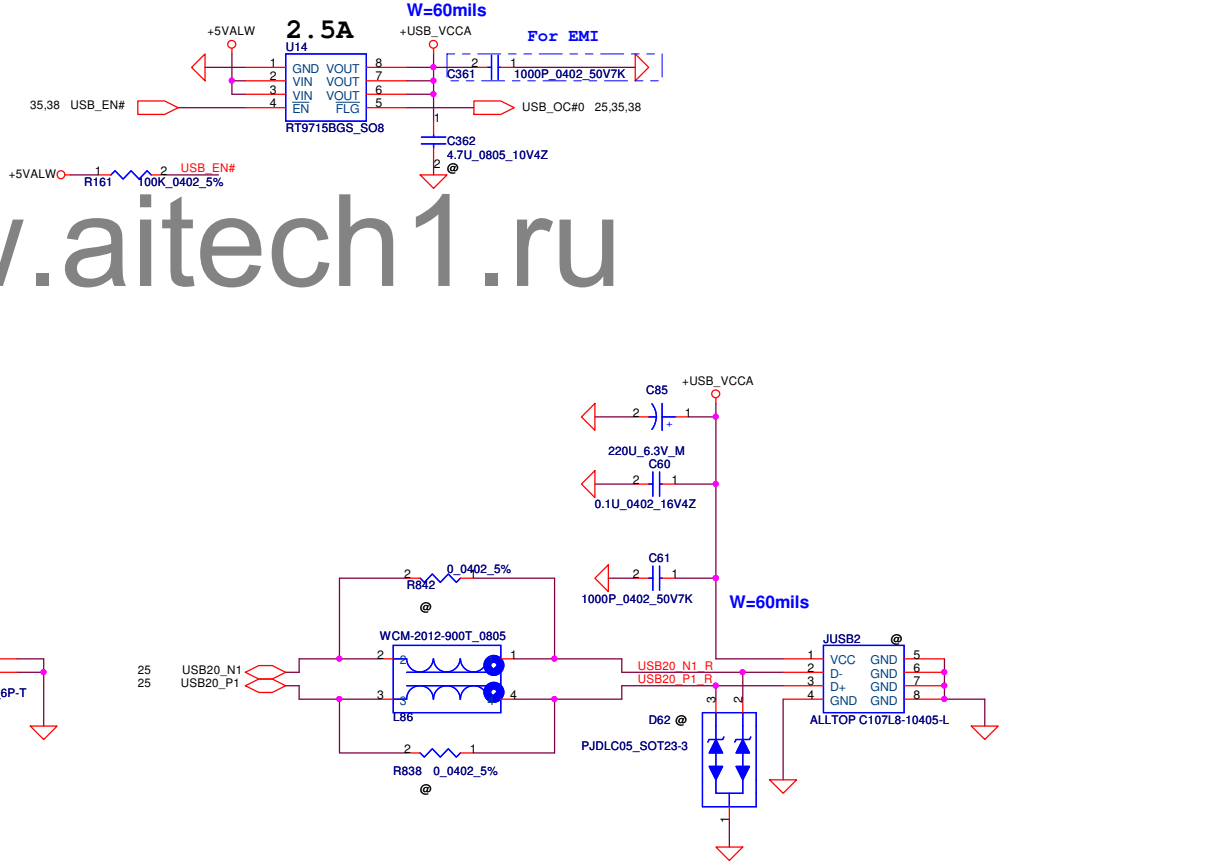 W=60mils
+5VALW
2.5A
+USB_VCCA
For EMI
U14
1 GND VOUT 8
2 VIN VOUT 7
3 VIN VOUT 6
4 EN FLG 5
2 1
C361 1000P_0402_50V7K
35,38 USB_EN#
USB_OC#0 25,35,38
RT9715BGS_SO8
1
C362
4.7U_0805_10V4Z
2 @
+5VALW 1 2 USB_EN#
R161 100K_0402_5%
.aitech1.ru
+USB_VCCA
C85
2 1
+
220U_6.3V_M
C60
2 1
0.1U_0402_16V4Z
C61
2 1
1000P_0402_50V7K
W=60mils
0_0402_5%
2 1
R842
@
WCM-2012-900T_0805
2 2 1
3 3 4
L86
25 USB20_N1
25 USB20_P1
USB20_N1_R
USB20_P1_R
6P-T
2 1
R838 0_0402_5%
@
D62 @
PJDLC05_SOT23-3
3 2
1
JUSB2 @
1 VCC GND 5
2 D- GND 6
3 D+ GND 7
4 GND GND 8
ALLTOP C107L8-10405-L